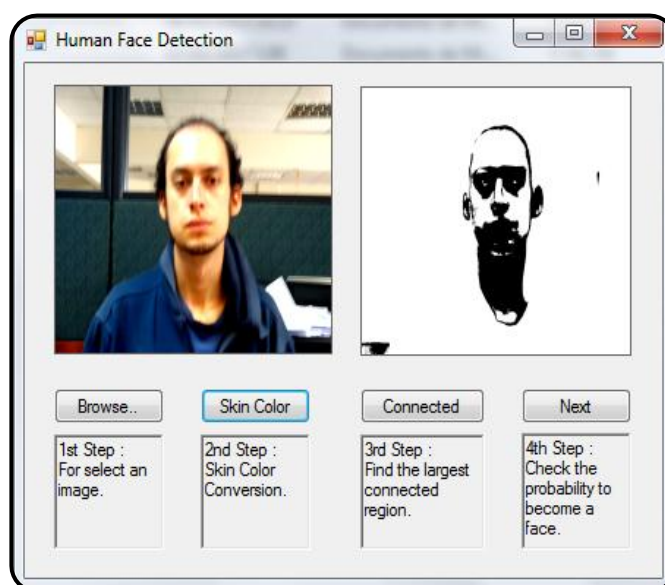 Human Face Detection
Browse..
Skin Color
Connected
Next
1st Step :
For select an
image.
2nd Step :
Skin Color
Conversion.
3rd Step :
Find the largest
connected
region.
4th Step :
Check the
probability to
become a
face.